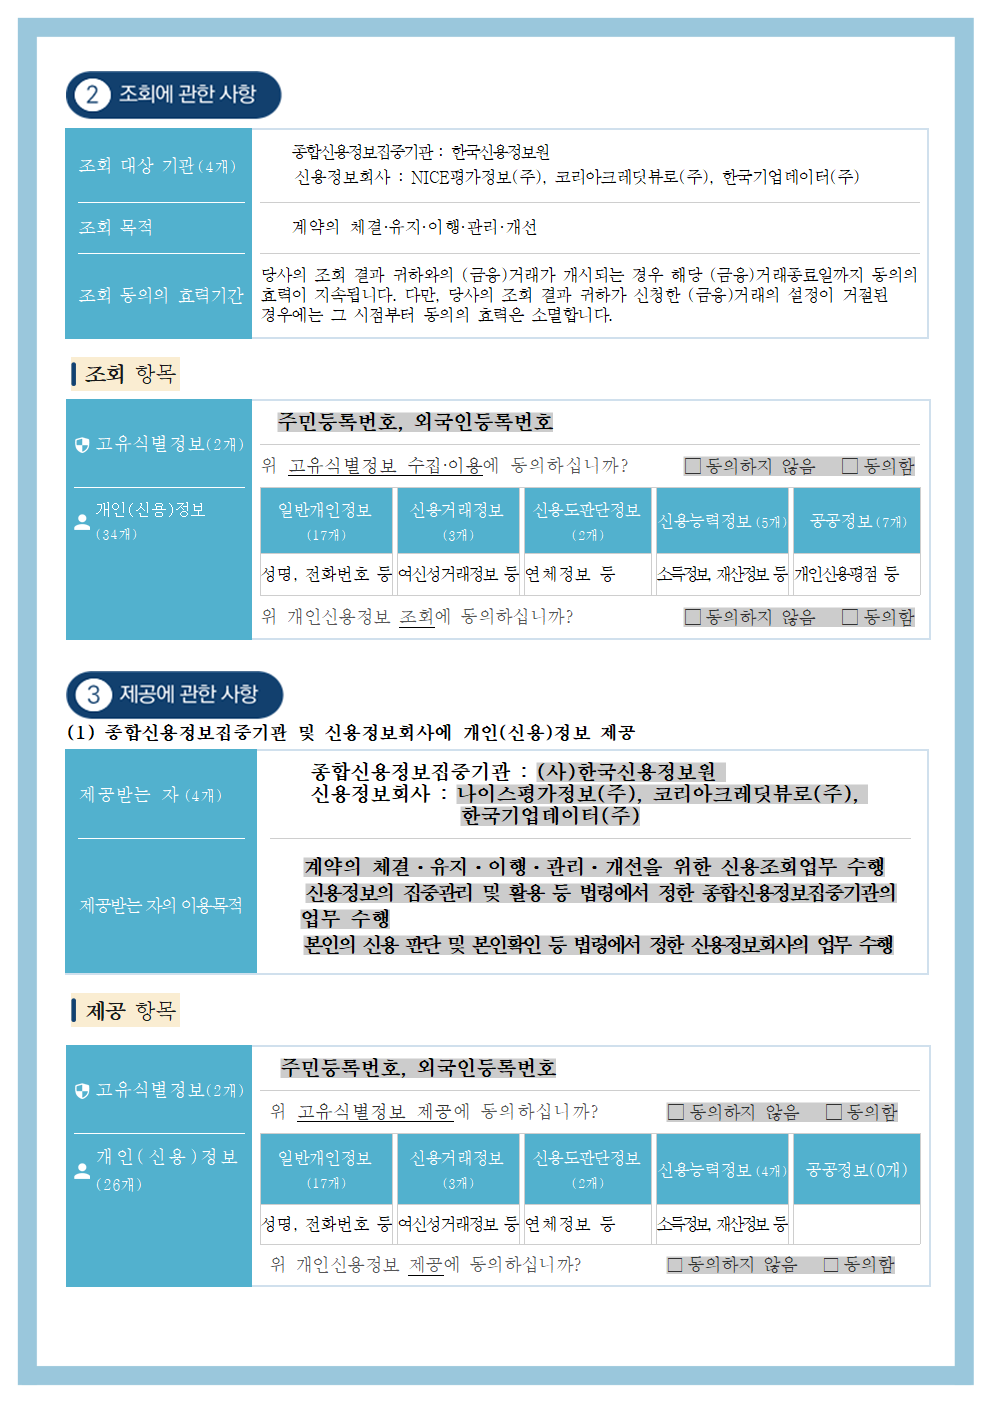 2 조회에 관한 사항
조회 대상 기관(4개)
종합신용정보집중기관 : 한국신용정보원
신용정보회사 : NICE평가정보(주), 코리아크레딧뷰로(주), 한국기업데이터(주)
조회 목적
계약의 체결·유지·이행·관리·개선
조회 동의의 효력기간
당사의 조회 결과 귀하와의 (금융)거래가 개시되는 경우 해당 (금융)거래종료일까지 동의의
효력이 지속됩니다. 다만, 당사의 조회 결과 귀하가 신청한 (금융)거래의 설정이 거절된
경우에는 그 시점부터 동의의 효력은 소멸합니다.
조회 항목
고유식별정보(2개)
주민등록번호, 외국인등록번호
위 고유식별정보 수집·이용에 동의하십니까? □ 동의하지 않음 □ 동의함
개인(신용)정보
(34개)
일반개인정보 신용거래정보 신용도판단정보 신용능력정보(5개) 공공정보(7개)
(17개) (3개) (2개)
성명, 전화번호 등 여신성거래정보 등 연체정보 등 소득정보, 재산정보 등 개인신용평점 등
위 개인신용정보 조회에 동의하십니까? □ 동의하지 않음 □ 동의함
3 제공에 관한 사항
(1) 종합신용정보집중기관 및 신용정보회사에 개인(신용)정보 제공
제공받는 자(4개)
종합신용정보집중기관 : (사)한국신용정보원
신용정보회사 : 나이스평가정보(주), 코리아크레딧뷰로(주),
한국기업데이터(주)
제공받는 자의 이용목적
계약의 체결·유지·이행·관리·개선을 위한 신용조회업무 수행
신용정보의 집중관리 및 활용 등 법령에서 정한 종합신용정보집중기관의
업무 수행
본인의 신용 판단 및 본인확인 등 법령에서 정한 신용정보회사의 업무 수행
제공 항목
고유식별정보(2개)
주민등록번호, 외국인등록번호
위 고유식별정보 제공에 동의하십니까? □ 동의하지 않음 □ 동의함
개인(신용)정보
(26개)
일반개인정보 신용거래정보 신용도판단정보 신용능력정보(4개) 공공정보(0개)
(17개) (3개) (2개)
성명, 전화번호 등 여신성거래정보 등 연체정보 등 소득정보, 재산정보 등
위 개인신용정보 제공에 동의하십니까? □ 동의하지 않음 □ 동의함